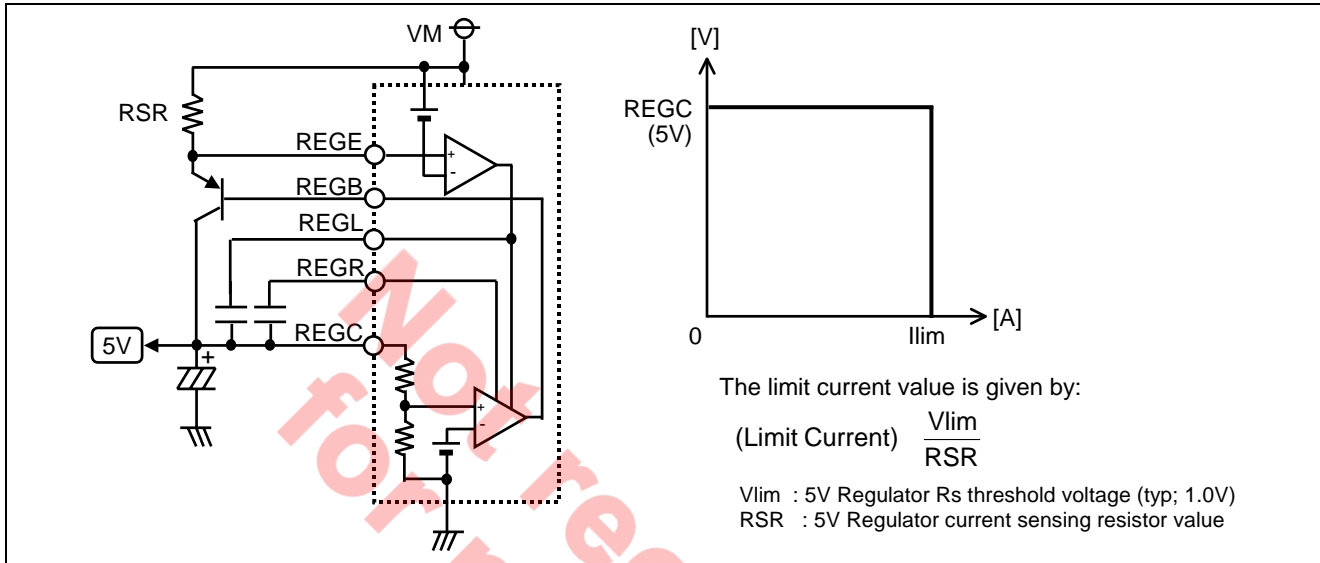 VM
RSR
REGE
+
-
REGB
REGL
REGR
REGC
5V
+
+
-
[V]
REGC
(5V)
0
Ilim
[A]
The limit current value is given by:
(Limit Current) Vlim
RSR
Vlim : 5V Regulator Rs threshold voltage (typ; 1.0V)
RSR : 5V Regulator current sensing resistor value
Not re
for